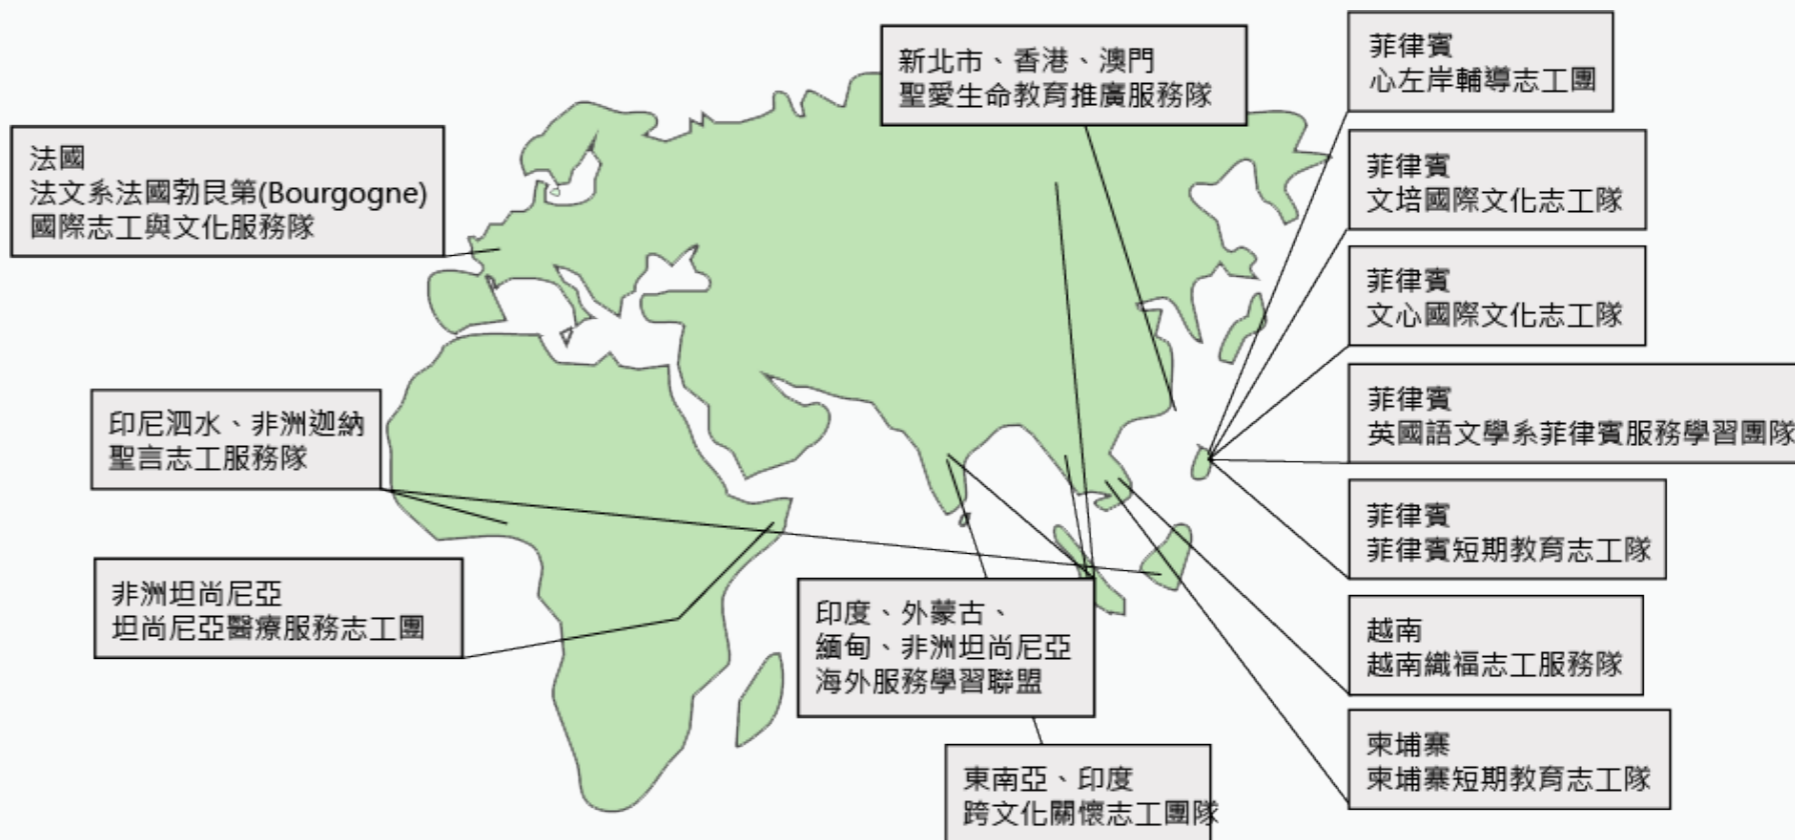 法國
法文系法國勃艮第(Bourgogne)
國際志工與文化服務隊
印尼泗水、非洲迦納
聖言志工服務隊
非洲坦尚尼亞
坦尚尼亞醫療服務志工團
新北市、香港、澳門
聖愛生命教育推廣服務隊
印度、外蒙古、
緬甸、非洲坦尚尼亞
海外服務學習聯盟
東南亞、印度
跨文化關懷志工團隊
菲律賓
心左岸輔導志工團
菲律賓
文培國際文化志工隊
菲律賓
文心國際文化志工隊
菲律賓
英國語文學系菲律賓服務學習團隊
菲律賓
菲律賓短期教育志工隊
越南
越南織福志工服務隊
柬埔寨
柬埔寨短期教育志工隊